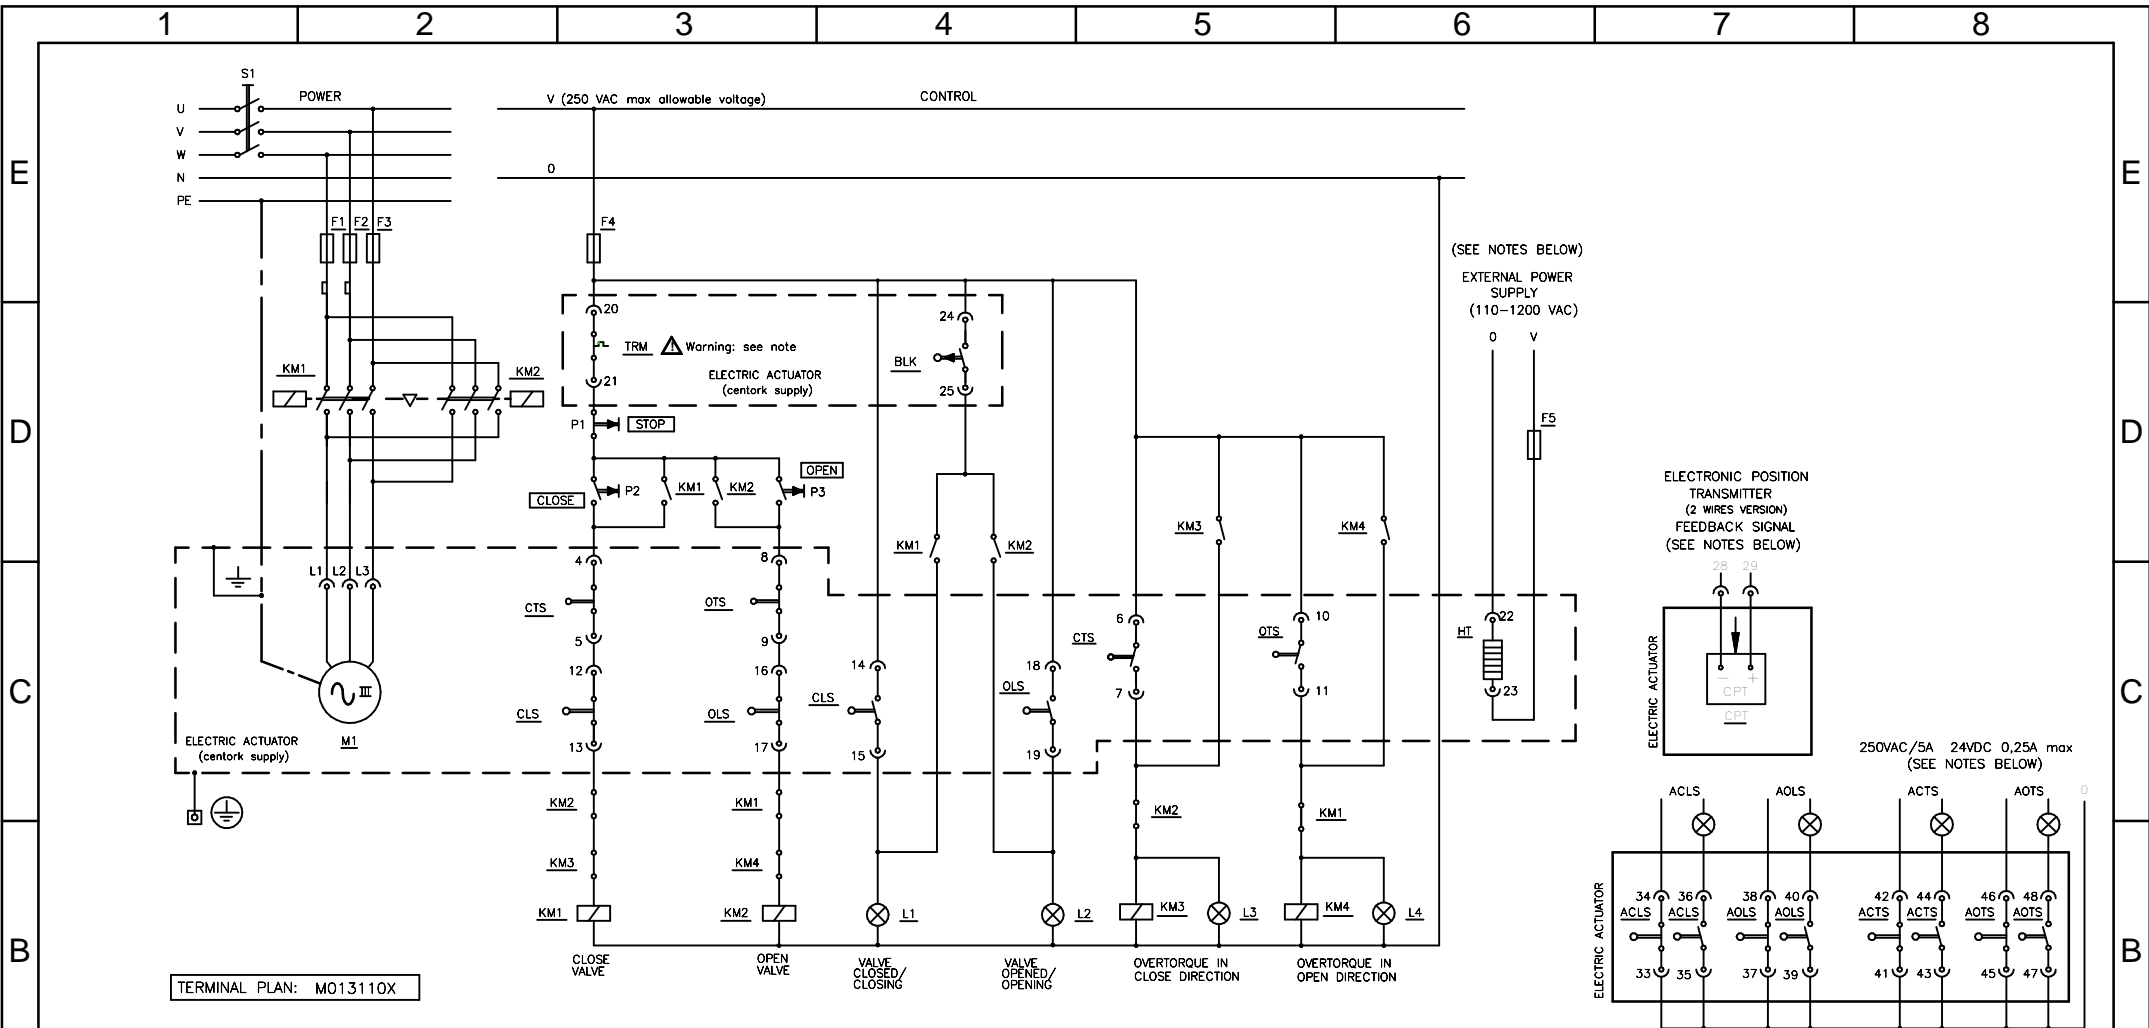 1 2 3 4 5 6 7 8
S1
POWER
V (250 VAC max allowable voltage)
CONTROL
U
V
W
N
PE
0
E
E
F1 F2 F3
F4
(SEE NOTES BELOW)
EXTERNAL POWER
SUPPLY
(110-1200 VAC)
0 V
F5
20
TRM
Warning: see note
21
ELECTRIC ACTUATOR
(centork supply)
24
BLK
25
KM1
KM2
D
D
P1
STOP
CLOSE
P2
KM1
KM2
OPEN
P3
KM1
KM2
KM3
KM4
ELECTRONIC POSITION
TRANSMITTER
(2 WIRES VERSION)
FEEDBACK SIGNAL
(SEE NOTES BELOW)
28 29
ELECTRIC ACTUATOR
- +
CPT
CPT
L1 L2 L3
M1
III
ELECTRIC ACTUATOR
(centork supply)
4
CTS
5
12
CLS
13
8
OTS
9
16
OLS
17
14
CLS
15
18
OLS
19
6
CTS
7
10
OTS
11
22
HT
23
C
C
250VAC/5A 24VDC 0,25A max
(SEE NOTES BELOW)
KM2
KM1
KM2
KM1
KM3
KM4
KM1
KM2
L1
L2
KM3
L3
KM4
L4
ACLS
AOLS
ACTS
AOTS
0
ELECTRIC ACTUATOR
34 36 38 40 42 44 46 48
ACLS ACLS AOLS AOLS ACTS ACTS AOTS AOTS
33 35 37 39 41 43 45 47
B
B
CLOSE
VALVE
OPEN
VALVE
VALVE
CLOSED/
CLOSING
VALVE
OPENED/
OPENING
OVERTORQUE IN
CLOSE DIRECTION
OVERTORQUE IN
OPEN DIRECTION
TERMINAL PLAN: M013110X